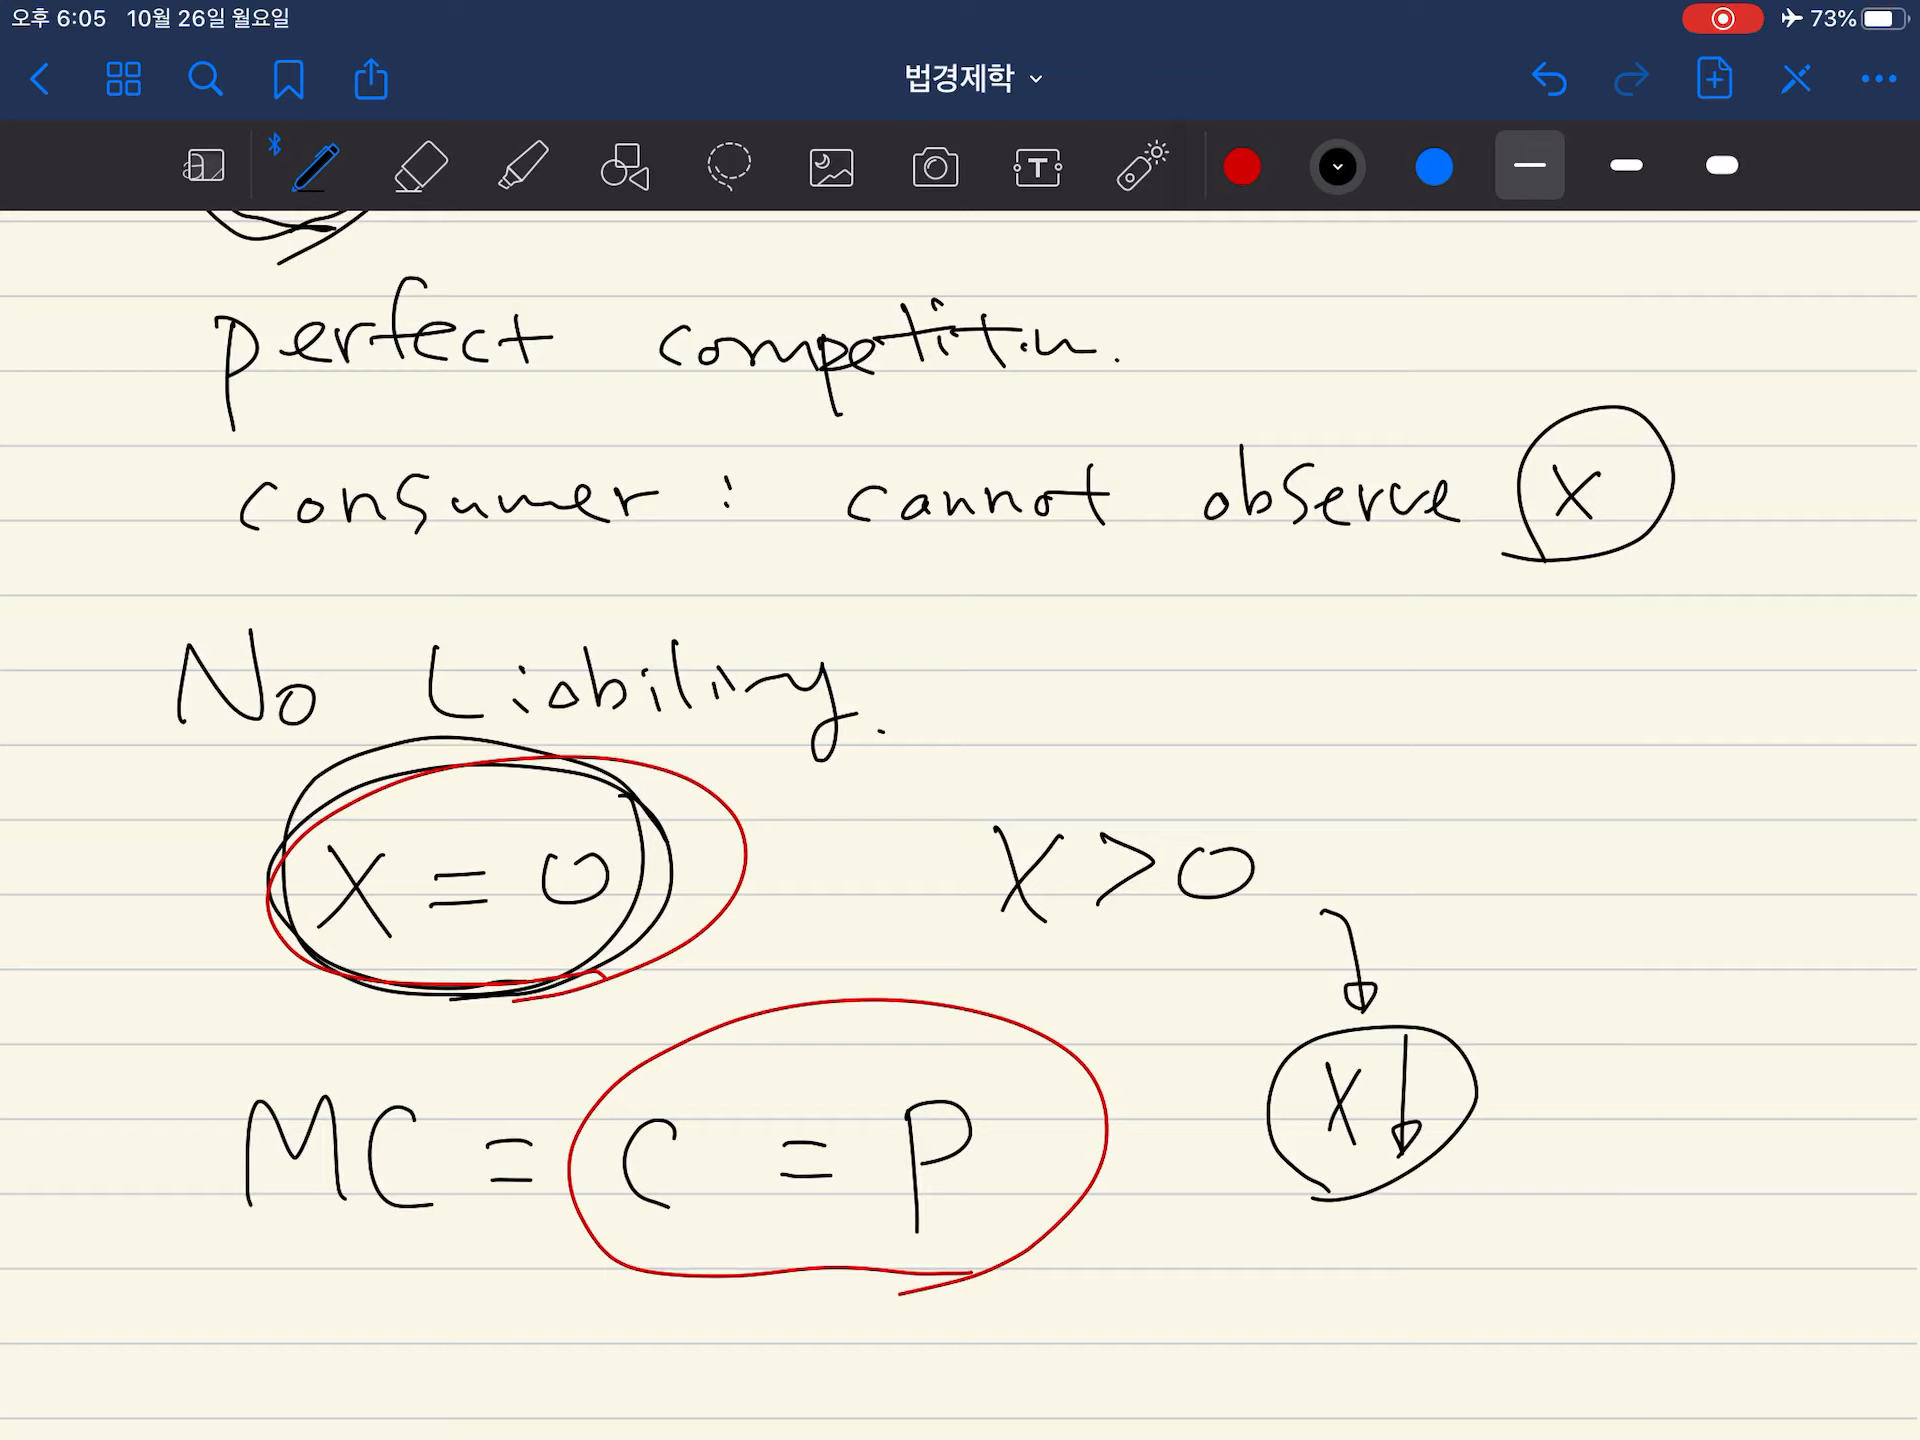 오후 6:05 10월 26일 월요일 73%
법경제학
perfect competitin.
consumer : cannot observe x
No Liability.
x = 0 x > 0
x↓
MC = C = P